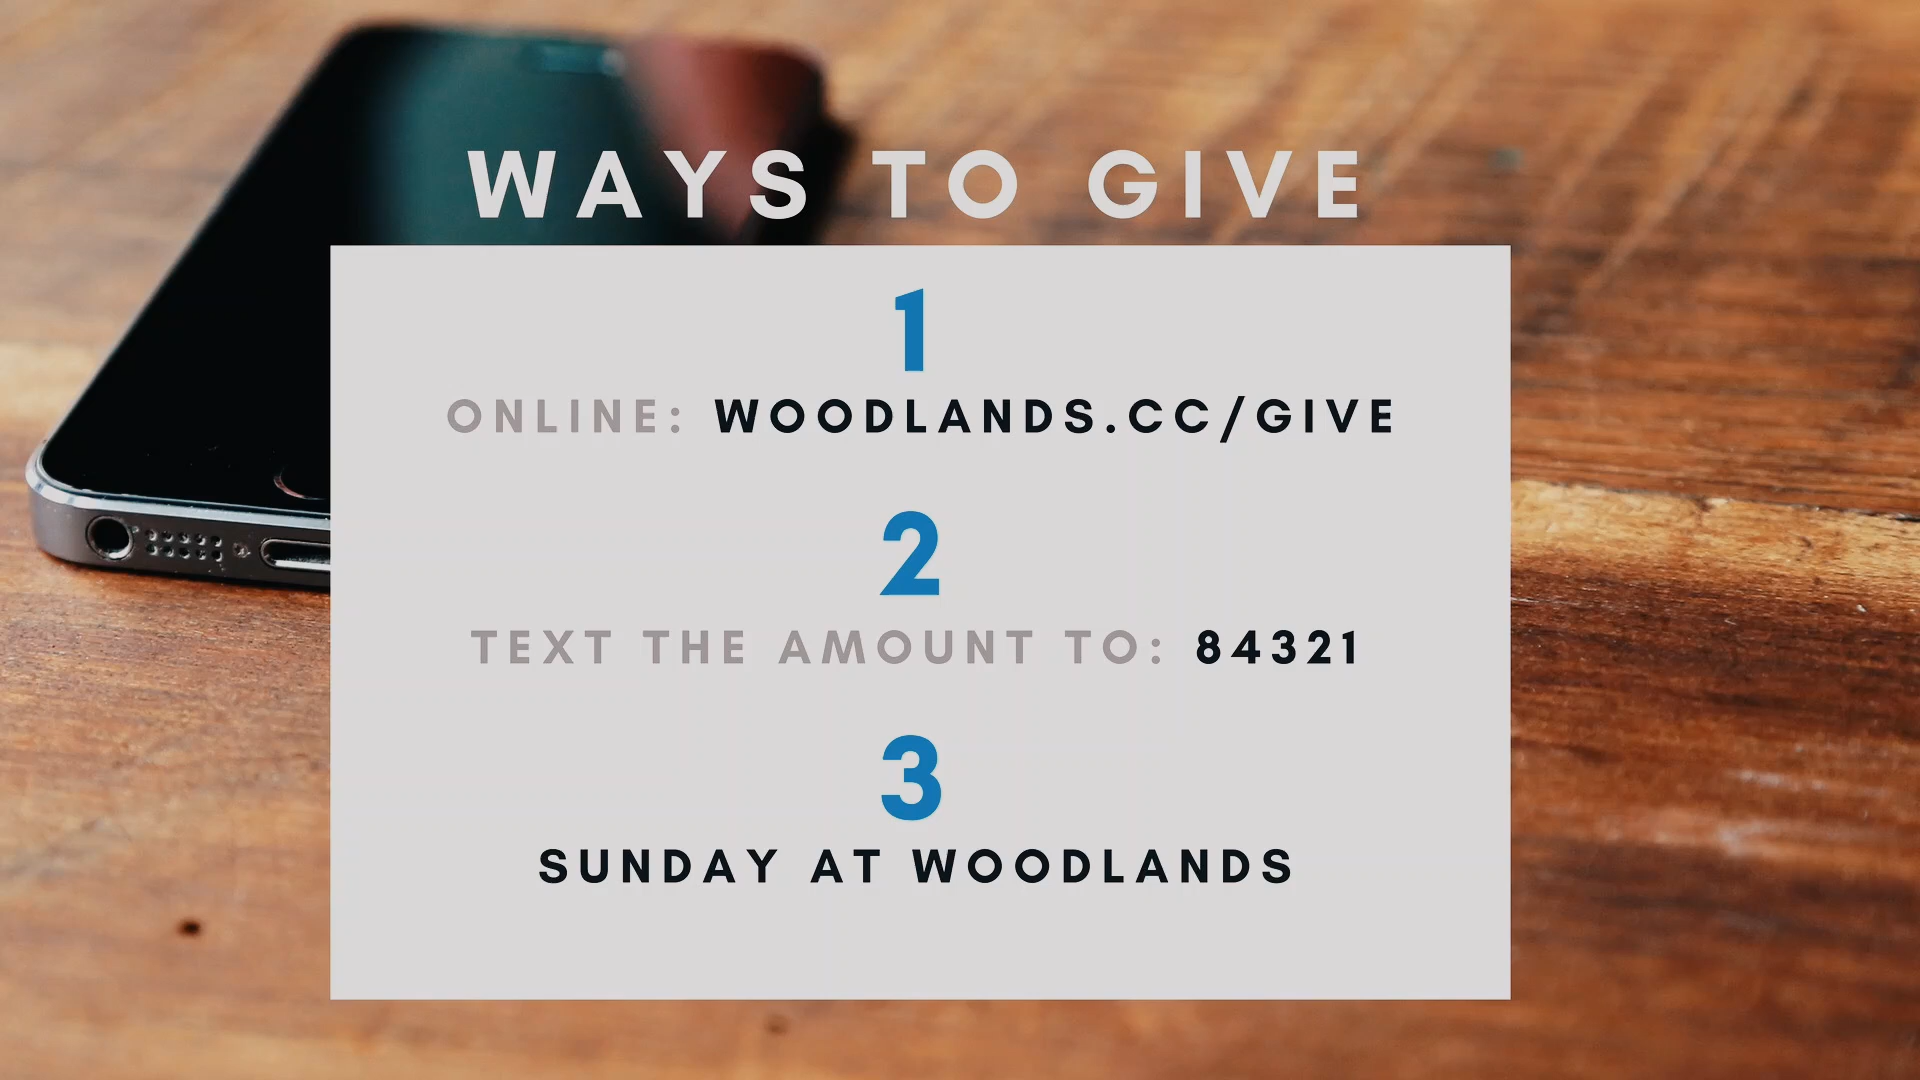 WAYS TO GIVE
1
ONLINE: WOODLANDS.CC/GIVE
2
TEXT THE AMOUNT TO: 84321
3
SUNDAY AT WOODLANDS